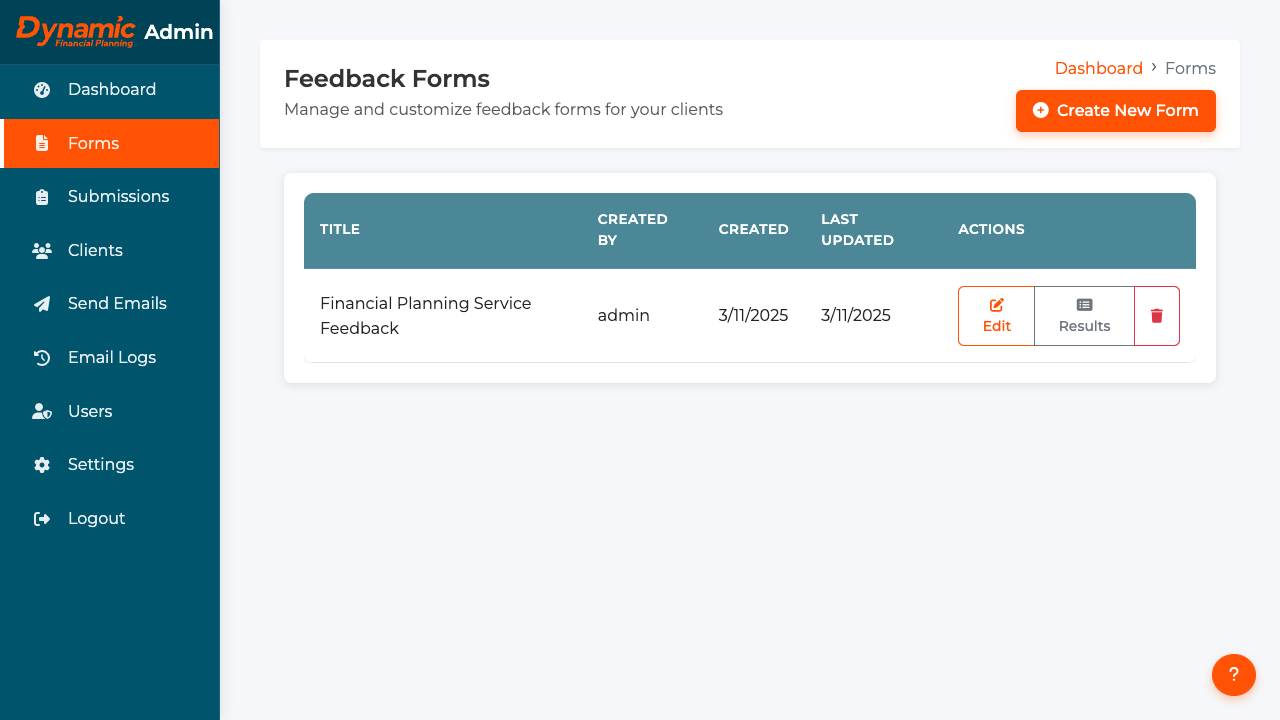 Dynamic
Financial Planning
Admin
Dashboard
Forms
Submissions
Clients
Send Emails
Email Logs
Users
Settings
Logout
Feedback Forms
Manage and customize feedback forms for your clients
Dashboard › Forms
Create New Form
TITLE
CREATED
BY
CREATED
LAST
UPDATED
ACTIONS
Financial Planning Service
Feedback
admin
3/11/2025
3/11/2025
Edit
Results
?